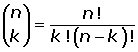 (n k) = n! / k!(n−k)!